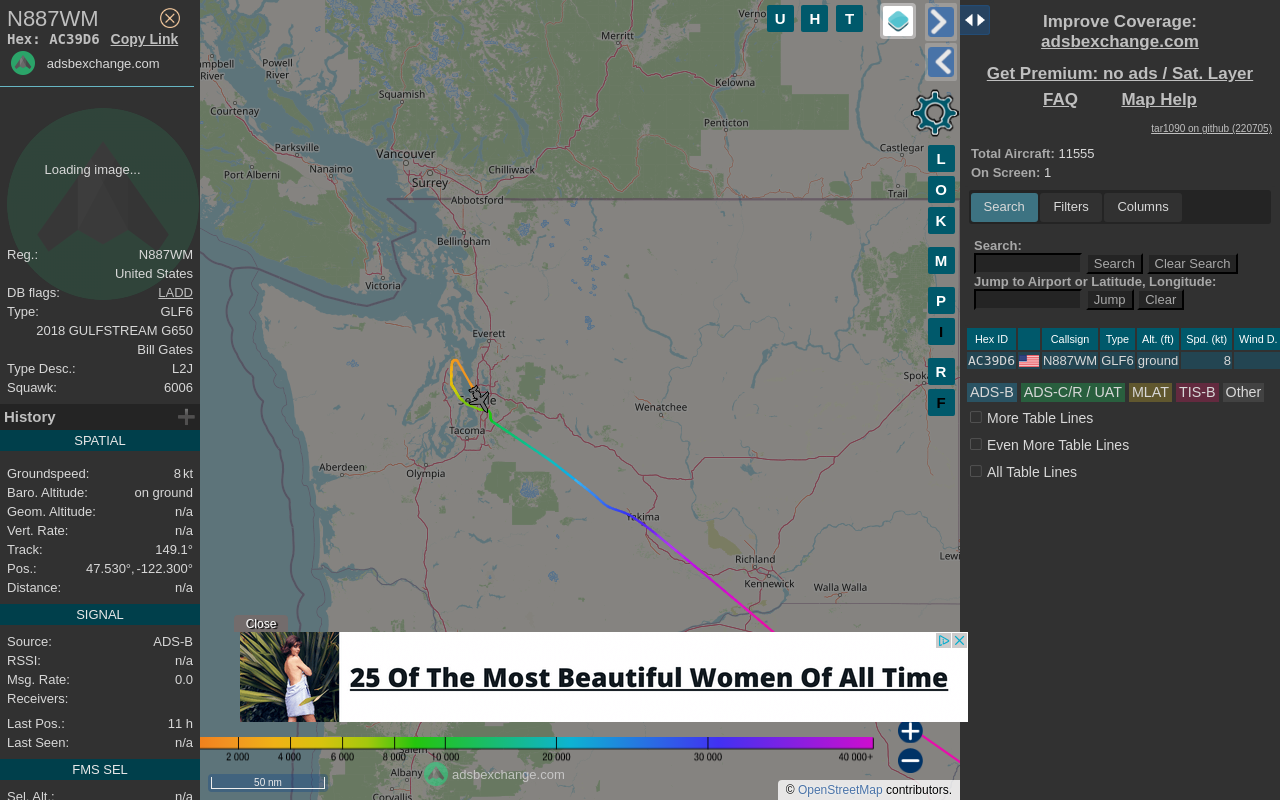 N887WM
Hex: AC39D6 Copy Link
adsbexchange.com
Loading image...
Reg.: N887WM
United States
DB flags: LADD
Type: GLF6
2018 GULFSTREAM G650
Bill Gates
Type Desc.: L2J
Squawk: 6006
History
SPATIAL
Groundspeed: 8 kt
Baro. Altitude: on ground
Geom. Altitude: n/a
Vert. Rate: n/a
Track: 149.1°
Pos.: 47.530°, -122.300°
Distance: n/a
SIGNAL
Source: ADS-B
RSSI: n/a
Msg. Rate: 0.0
Receivers:
Last Pos.: 11 h
Last Seen: n/a
FMS SEL
Sel. Alt.: n/a
U H T
L
O
K
M
P
I
R
F
Verno
Merritt
mpbell
River
Powell
River
Kelowna
Squamish
Courtenay
Penticton
Parksville
Vancouver
Castlegar
Port Alberni
Nanaimo
Surrey
Chilliwack
Abbotsford
Trail
Bellingham
Victoria
Everett
Spok
Wenatchee
Tacoma
Aberdeen
Olympia
Yakima
Richland
Lewi
Kennewick
Walla Walla
Close
25 Of The Most Beautiful Women Of All Time
2 000 4 000 6 000 8 000 10 000 20 000 30 000 40 000+
Salem
Albany
adsbexchange.com
50 nm
Corvallis
© OpenStreetMap contributors.
Improve Coverage:
adsbexchange.com
Get Premium: no ads / Sat. Layer
FAQ Map Help
tar1090 on github (220705)
Total Aircraft: 11555
On Screen: 1
Search Filters Columns
Search:
Search Clear Search
Jump to Airport or Latitude, Longitude:
Jump Clear
Hex ID Callsign Type Alt. (ft) Spd. (kt) Wind D.
AC39D6 N887WM GLF6 ground 8
ADS-B ADS-C/R / UAT MLAT TIS-B Other
More Table Lines
Even More Table Lines
All Table Lines